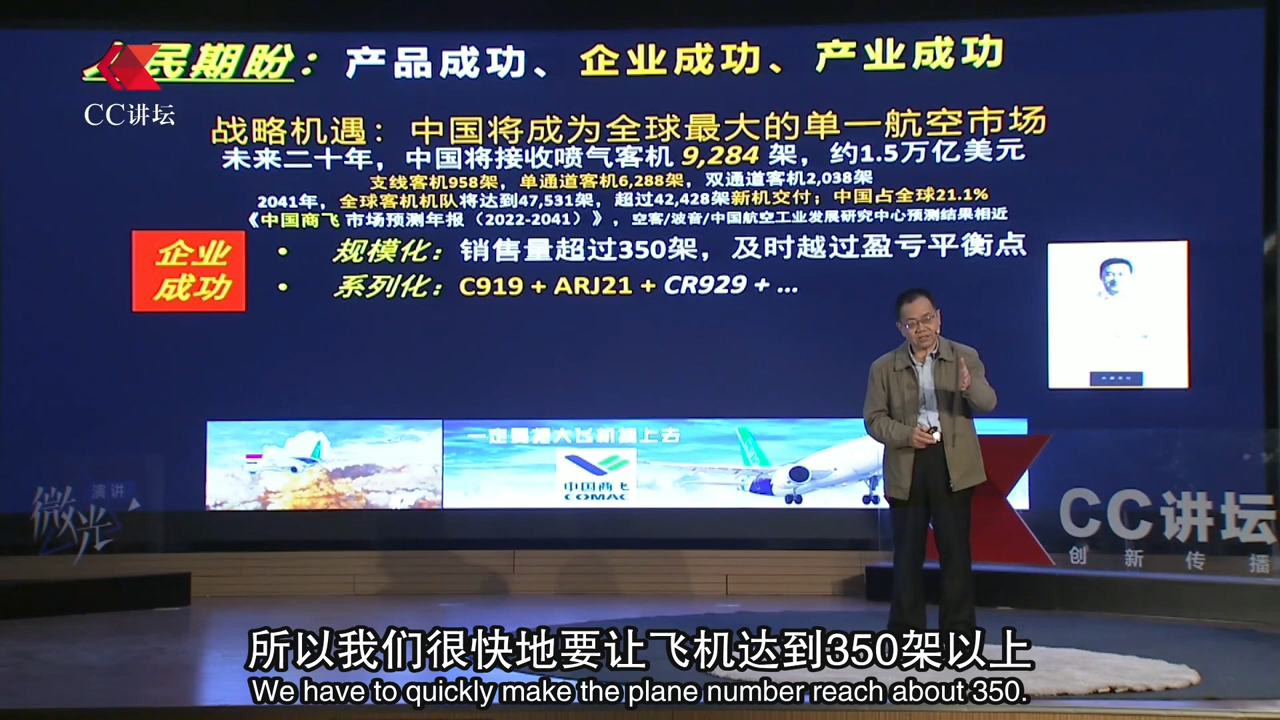 人民期盼：产品成功、企业成功、产业成功
CC讲坛
战略机遇：中国将成为全球最大的单一航空市场
未来二十年，中国将接收喷气客机 9,284 架，约1.5万亿美元
支线客机958架，单通道客机6,288架，双通道客机2,038架
2041年，全球客机机队将达到47,531架，超过42,428架新机交付；中国占全球21.1%
《中国商飞 市场预测年报（2022-2041）》，空客/波音/中国航空工业发展研究中心预测结果相近
企业
成功
• 规模化：销售量超过350架，及时越过盈亏平衡点
• 系列化：C919 + ARJ21 + CR929 + ...
一定要把大飞机搞上去
中国商飞
COMAC
微光
演讲
CC讲坛
创新传播
所以我们很快地要让飞机达到350架以上
We have to quickly make the plane number reach about 350.